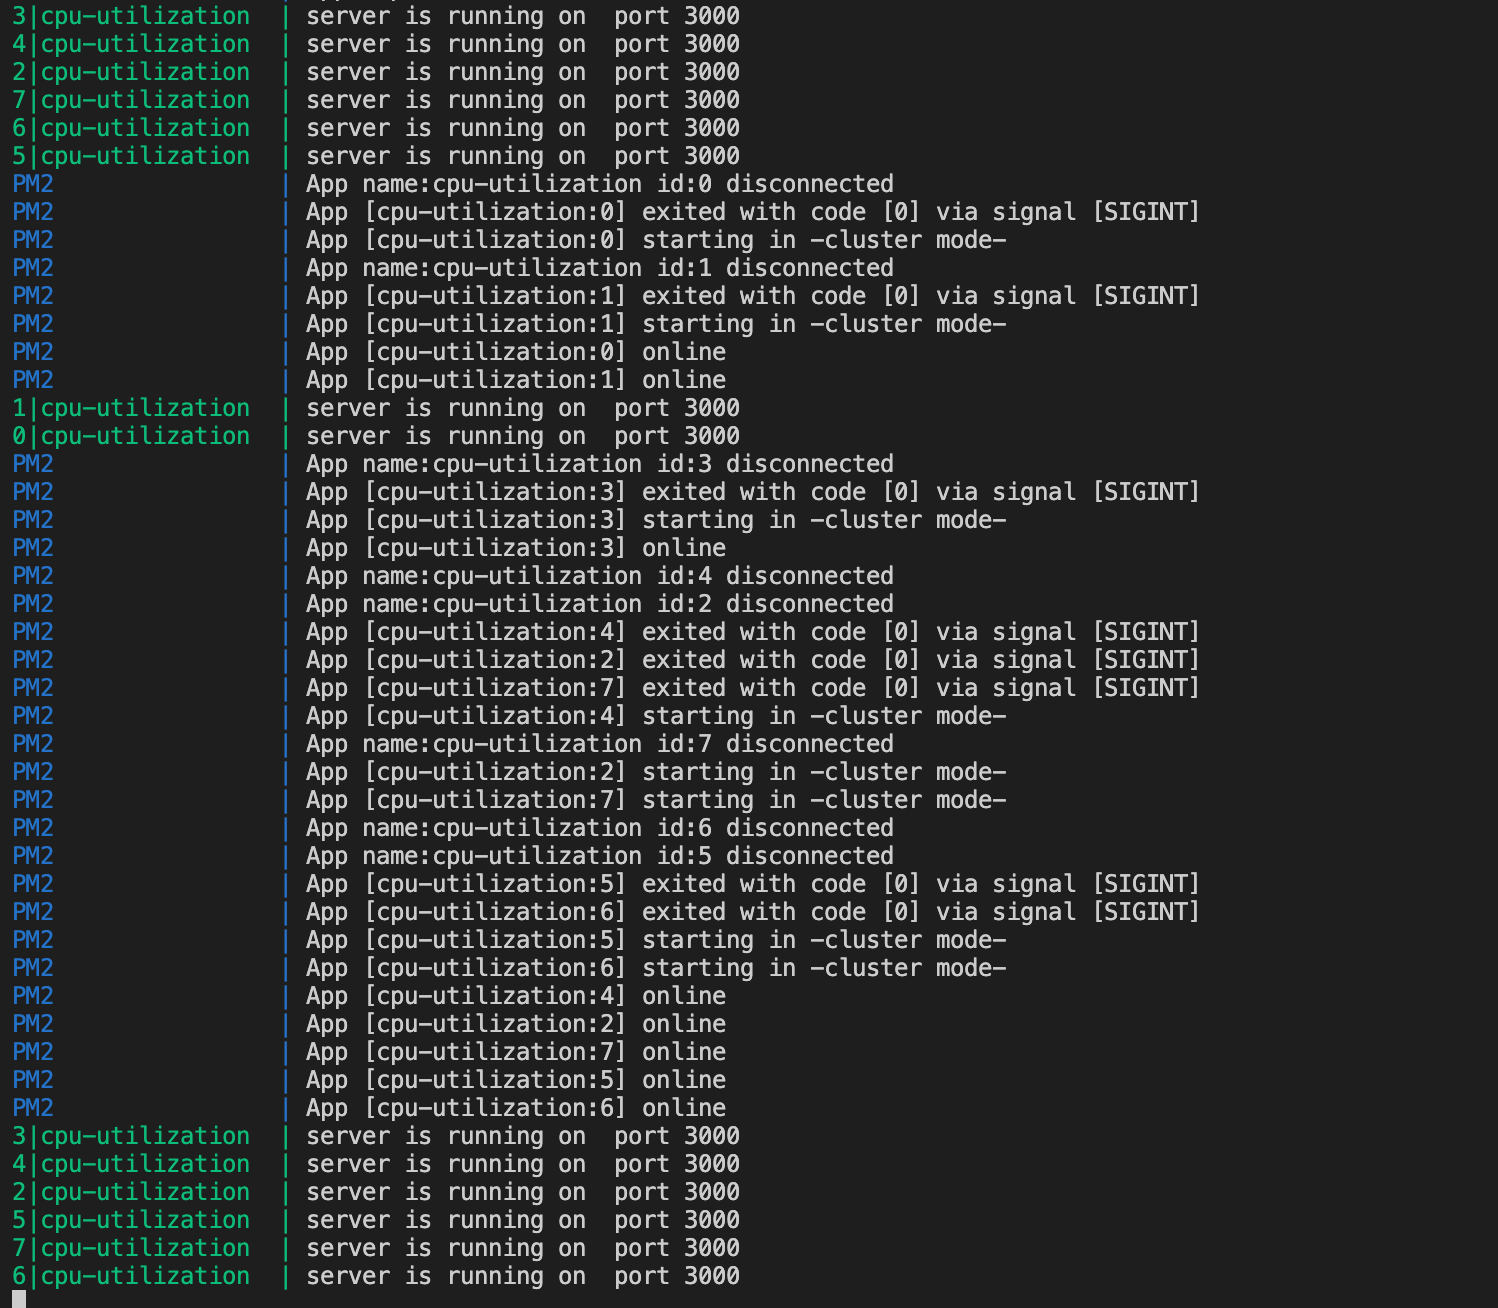 3|cpu-utilization  | server is running on  port 3000
4|cpu-utilization  | server is running on  port 3000
2|cpu-utilization  | server is running on  port 3000
7|cpu-utilization  | server is running on  port 3000
6|cpu-utilization  | server is running on  port 3000
5|cpu-utilization  | server is running on  port 3000
PM2                | App name:cpu-utilization id:0 disconnected
PM2                | App [cpu-utilization:0] exited with code [0] via signal [SIGINT]
PM2                | App [cpu-utilization:0] starting in -cluster mode-
PM2                | App name:cpu-utilization id:1 disconnected
PM2                | App [cpu-utilization:1] exited with code [0] via signal [SIGINT]
PM2                | App [cpu-utilization:1] starting in -cluster mode-
PM2                | App [cpu-utilization:0] online
PM2                | App [cpu-utilization:1] online
1|cpu-utilization  | server is running on  port 3000
0|cpu-utilization  | server is running on  port 3000
PM2                | App name:cpu-utilization id:3 disconnected
PM2                | App [cpu-utilization:3] exited with code [0] via signal [SIGINT]
PM2                | App [cpu-utilization:3] starting in -cluster mode-
PM2                | App [cpu-utilization:3] online
PM2                | App name:cpu-utilization id:4 disconnected
PM2                | App name:cpu-utilization id:2 disconnected
PM2                | App [cpu-utilization:4] exited with code [0] via signal [SIGINT]
PM2                | App [cpu-utilization:2] exited with code [0] via signal [SIGINT]
PM2                | App [cpu-utilization:7] exited with code [0] via signal [SIGINT]
PM2                | App [cpu-utilization:4] starting in -cluster mode-
PM2                | App name:cpu-utilization id:7 disconnected
PM2                | App [cpu-utilization:2] starting in -cluster mode-
PM2                | App [cpu-utilization:7] starting in -cluster mode-
PM2                | App name:cpu-utilization id:6 disconnected
PM2                | App name:cpu-utilization id:5 disconnected
PM2                | App [cpu-utilization:5] exited with code [0] via signal [SIGINT]
PM2                | App [cpu-utilization:6] exited with code [0] via signal [SIGINT]
PM2                | App [cpu-utilization:5] starting in -cluster mode-
PM2                | App [cpu-utilization:6] starting in -cluster mode-
PM2                | App [cpu-utilization:4] online
PM2                | App [cpu-utilization:2] online
PM2                | App [cpu-utilization:7] online
PM2                | App [cpu-utilization:5] online
PM2                | App [cpu-utilization:6] online
3|cpu-utilization  | server is running on  port 3000
4|cpu-utilization  | server is running on  port 3000
2|cpu-utilization  | server is running on  port 3000
5|cpu-utilization  | server is running on  port 3000
7|cpu-utilization  | server is running on  port 3000
6|cpu-utilization  | server is running on  port 3000